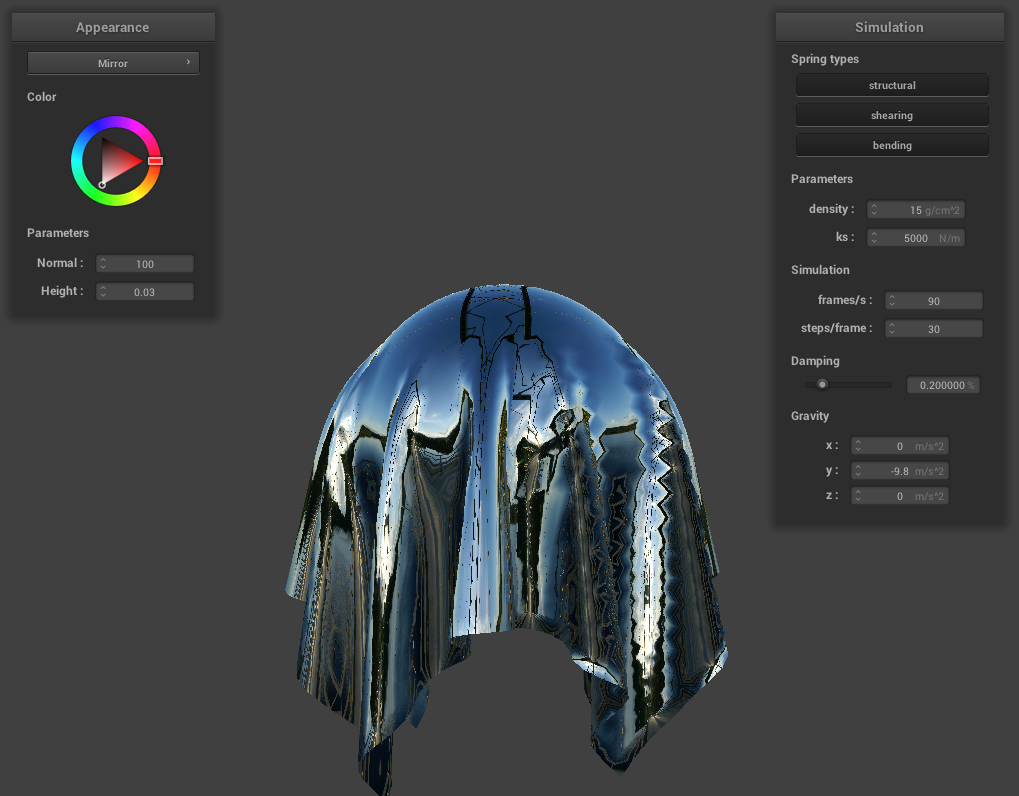 Appearance
Mirror
Color
Parameters
Normal : 100
Height : 0.03
Simulation
Spring types
structural
shearing
bending
Parameters
density : 15 g/cm^2
ks : 5000 N/m
Simulation
frames/s : 90
steps/frame : 30
Damping
0.200000 %
Gravity
x : 0 m/s^2
y : -9.8 m/s^2
z : 0 m/s^2